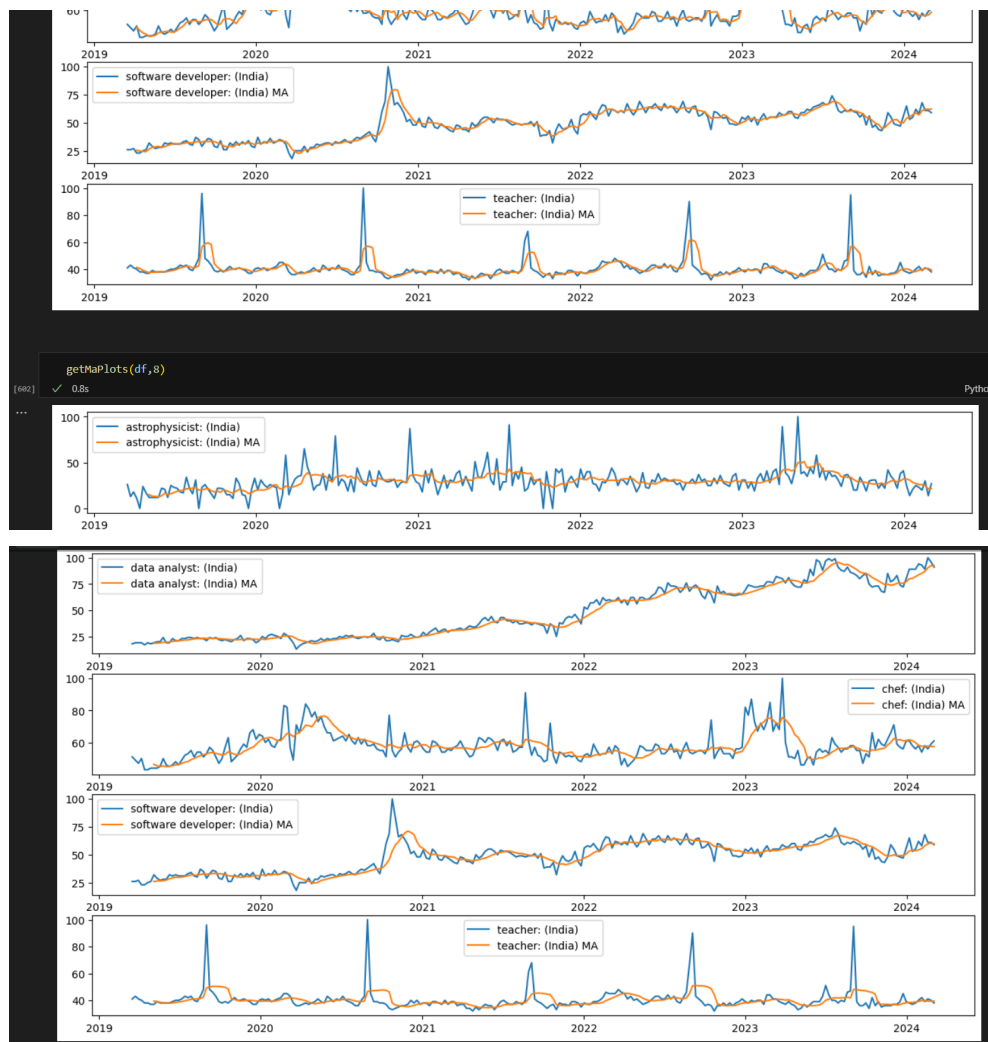 60
2019 2020 2021 2022 2023 2024
100
75
50
25
software developer: (India)
software developer: (India) MA
2019 2020 2021 2022 2023 2024
100
80
60
40
teacher: (India)
teacher: (India) MA
2019 2020 2021 2022 2023 2024
getMaPlots(df,8)
[602] ✓ 0.8s Pytho
...
100
50
0
astrophysicist: (India)
astrophysicist: (India) MA
2019 2020 2021 2022 2023 2024
100
75
50
25
data analyst: (India)
data analyst: (India) MA
2019 2020 2021 2022 2023 2024
100
80
60
chef: (India)
chef: (India) MA
2019 2020 2021 2022 2023 2024
100
75
50
25
software developer: (India)
software developer: (India) MA
2019 2020 2021 2022 2023 2024
100
80
60
40
teacher: (India)
teacher: (India) MA
2019 2020 2021 2022 2023 2024